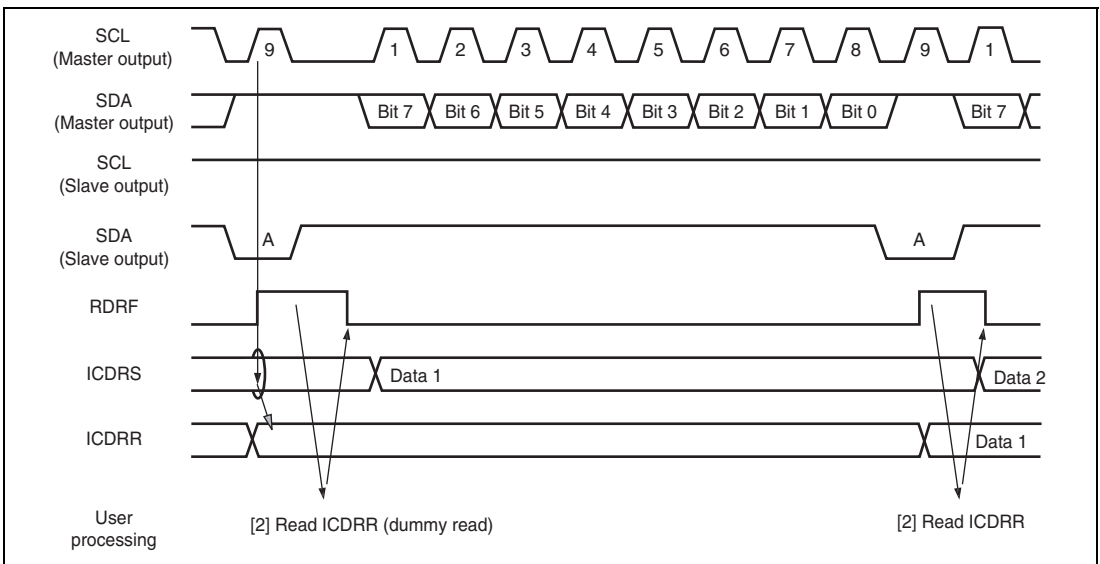 SCL
(Master output)
9 1 2 3 4 5 6 7 8 9 1
SDA
(Master output)
Bit 7 Bit 6 Bit 5 Bit 4 Bit 3 Bit 2 Bit 1 Bit 0 Bit 7
SCL
(Slave output)
SDA
(Slave output)
A A
RDRF
ICDRS
Data 1 Data 2
ICDRR
Data 1
User
processing
[2] Read ICDRR (dummy read) [2] Read ICDRR